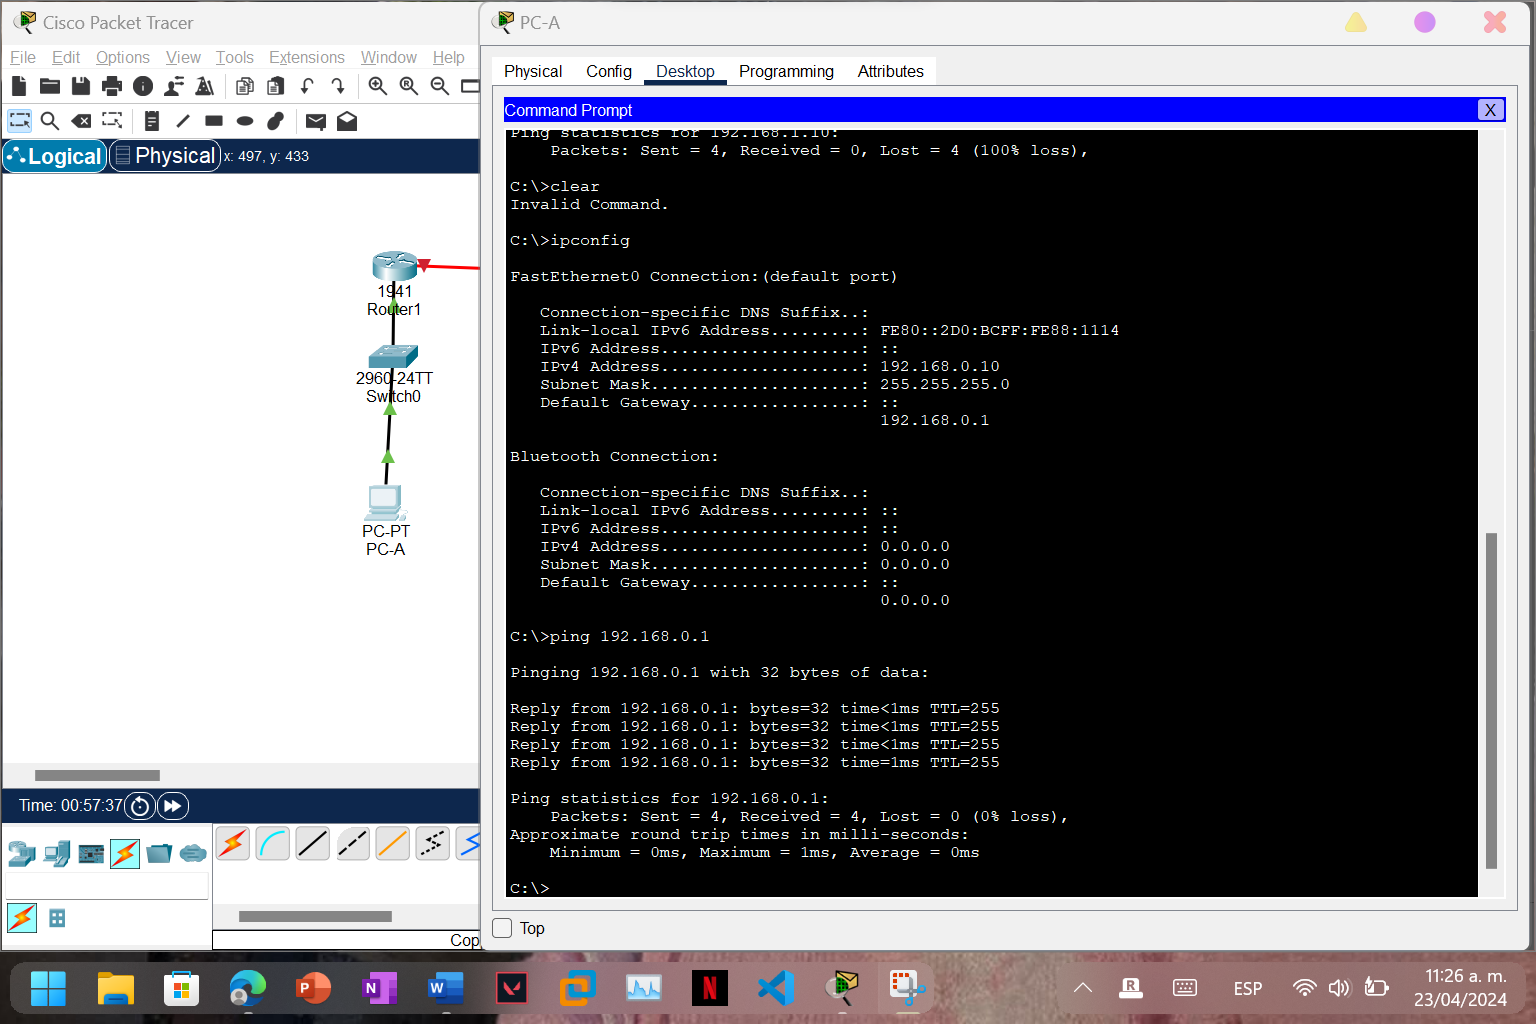 Cisco Packet Tracer
File Edit Options View Tools Extensions Window Help
Logical Physical x: 497, y: 433
1941
Router1
2960-24TT
Switch0
PC-PT
PC-A
Time: 00:57:37
Cop
PC-A
Physical Config Desktop Programming Attributes
Command Prompt
X
Ping statistics for 192.168.1.10:
Packets: Sent = 4, Received = 0, Lost = 4 (100% loss),
C:\>clear
Invalid Command.
C:\>ipconfig
FastEthernet0 Connection:(default port)
Connection-specific DNS Suffix..:
Link-local IPv6 Address.........: FE80::2D0:BCFF:FE88:1114
IPv6 Address....................: ::
IPv4 Address....................: 192.168.0.10
Subnet Mask.....................: 255.255.255.0
Default Gateway.................: ::
192.168.0.1
Bluetooth Connection:
Connection-specific DNS Suffix..:
Link-local IPv6 Address.........: ::
IPv6 Address....................: ::
IPv4 Address....................: 0.0.0.0
Subnet Mask.....................: 0.0.0.0
Default Gateway.................: ::
0.0.0.0
C:\>ping 192.168.0.1
Pinging 192.168.0.1 with 32 bytes of data:
Reply from 192.168.0.1: bytes=32 time<1ms TTL=255
Reply from 192.168.0.1: bytes=32 time<1ms TTL=255
Reply from 192.168.0.1: bytes=32 time<1ms TTL=255
Reply from 192.168.0.1: bytes=32 time=1ms TTL=255
Ping statistics for 192.168.0.1:
Packets: Sent = 4, Received = 4, Lost = 0 (0% loss),
Approximate round trip times in milli-seconds:
Minimum = 0ms, Maximum = 1ms, Average = 0ms
C:\>
Top
P N W N R ESP 11:26 a. m.
23/04/2024